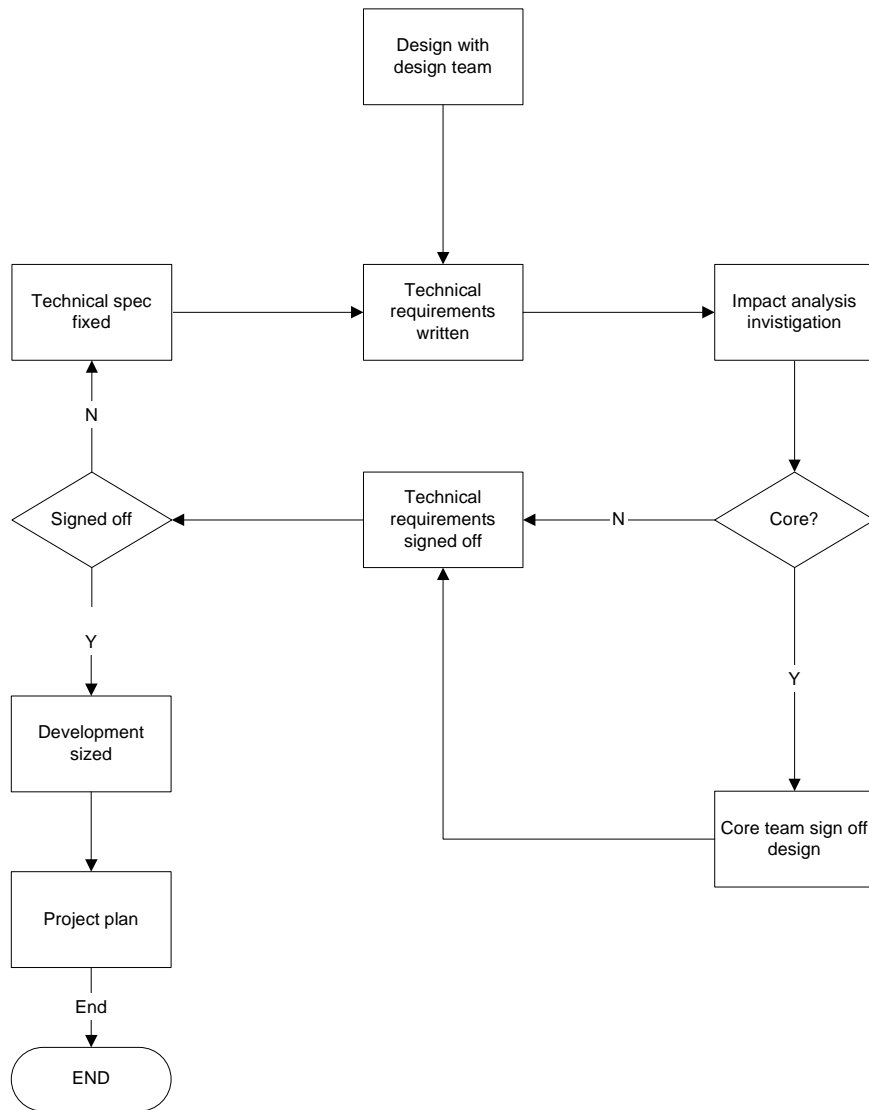 Design with
design team
Technical spec
fixed
Technical
requirements
written
Impact analysis
invistigation
N
Signed off
Technical
requirements
signed off
N
Core?
Y
Y
Development
sized
Core team sign off
design
Project plan
End
END